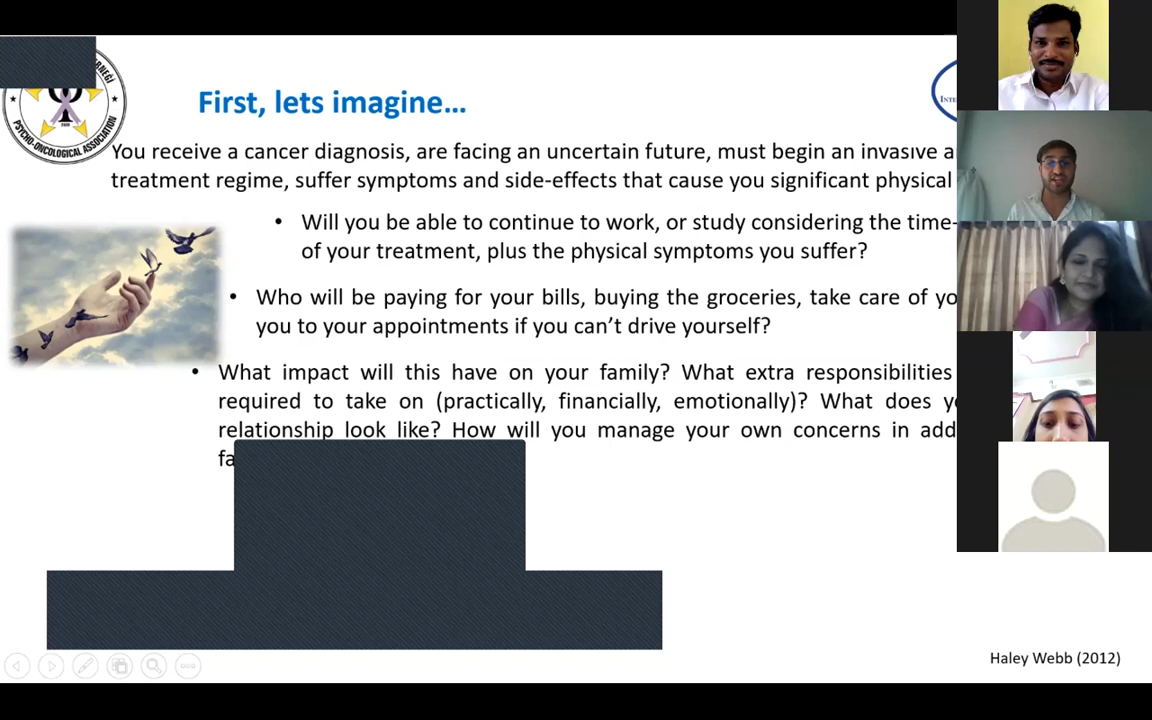 First, lets imagine…
You receive a cancer diagnosis, are facing an uncertain future, must begin an invasive a
treatment regime, suffer symptoms and side-effects that cause you significant physical
• Will you be able to continue to work, or study considering the time-
of your treatment, plus the physical symptoms you suffer?
• Who will be paying for your bills, buying the groceries, take care of yo
you to your appointments if you can’t drive yourself?
• What impact will this have on your family? What extra responsibilities
required to take on (practically, financially, emotionally)? What does y
relationship look like? How will you manage your own concerns in add
fa
PSYCHO-ONCOLOGICAL ASSOCIATION
Haley Webb (2012)